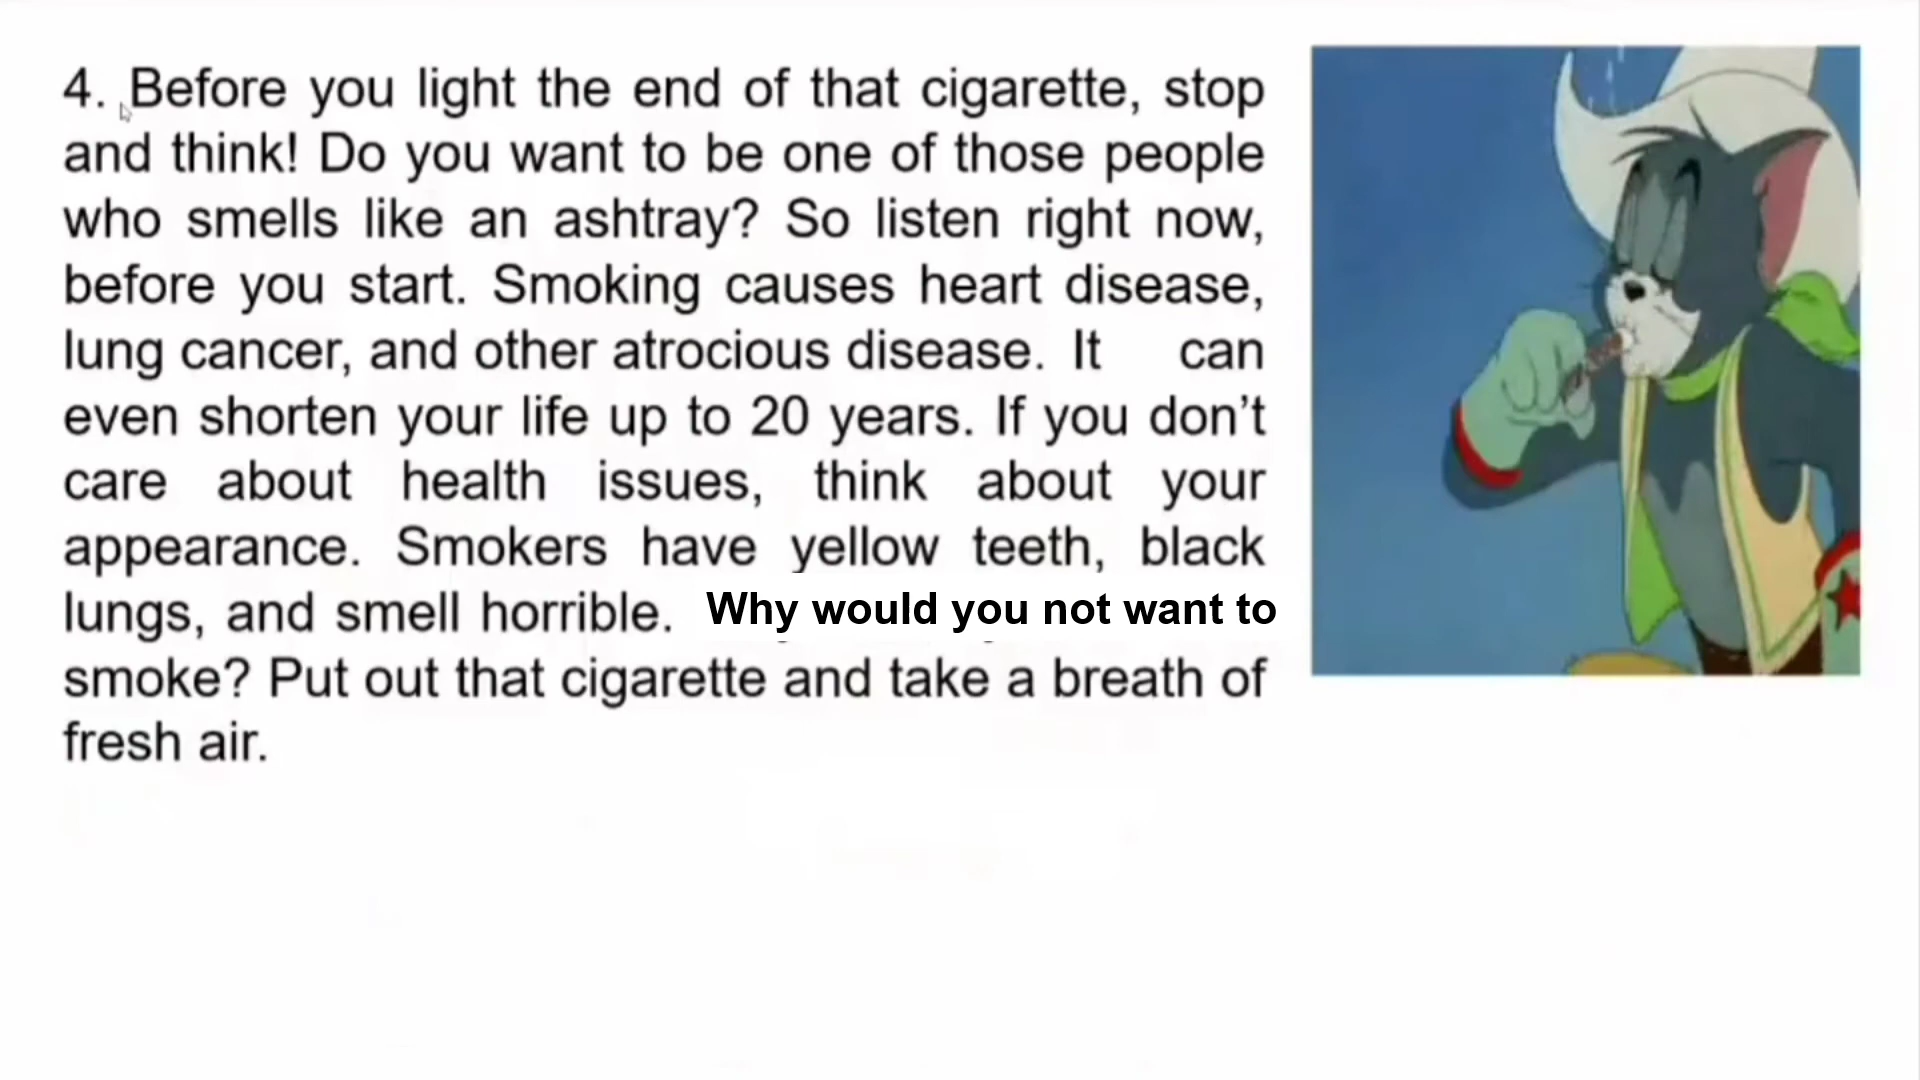 4. Before you light the end of that cigarette, stop
and think! Do you want to be one of those people
who smells like an ashtray? So listen right now,
before you start. Smoking causes heart disease,
lung cancer, and other atrocious disease. It can
even shorten your life up to 20 years. If you don’t
care about health issues, think about your
appearance. Smokers have yellow teeth, black
lungs, and smell horrible. Why would you not want to
smoke? Put out that cigarette and take a breath of
fresh air.